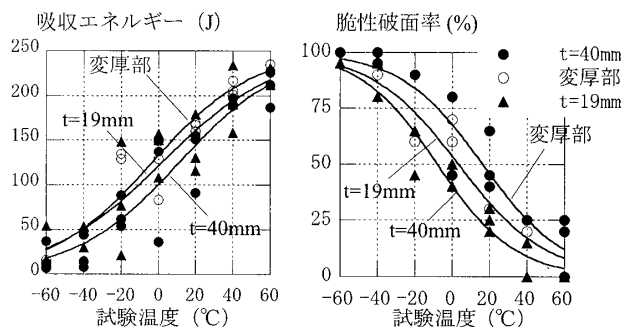 吸収エネルギー (J)
300
250
200
150
100
50
0
-60 -40 -20 0 20 40 60
試験温度 (℃)
変厚部
t=19mm
t=40mm
脆性破面率 (%)
100
75
50
25
0
-60 -40 -20 0 20 40 60
試験温度 (℃)
t=19mm
t=40mm
変厚部
● t=40mm
○ 変厚部
▲ t=19mm